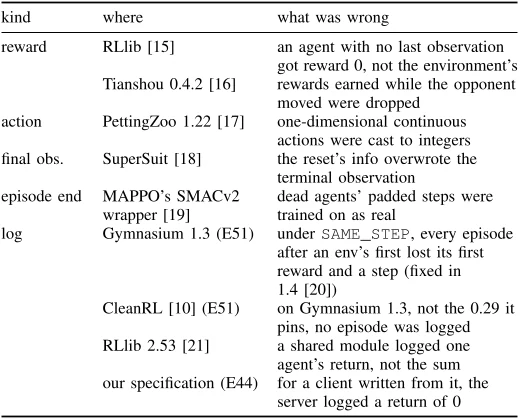 kind where what was wrong
reward RLlib [15] an agent with no last observation
got reward 0, not the environment's
Tianshou 0.4.2 [16] rewards earned while the opponent
moved were dropped
action PettingZoo 1.22 [17] one-dimensional continuous
actions were cast to integers
final obs. SuperSuit [18] the reset's info overwrote the
terminal observation
episode end MAPPO's SMACv2 dead agents' padded steps were
wrapper [19] trained on as real
log Gymnasium 1.3 (E51) under SAME_STEP, every episode
after an env's first lost its first
reward and a step (fixed in
1.4 [20])
CleanRL [10] (E51) on Gymnasium 1.3, not the 0.29 it
pins, no episode was logged
RLlib 2.53 [21] a shared module logged one
agent's return, not the sum
our specification (E44) for a client written from it, the
server logged a return of 0